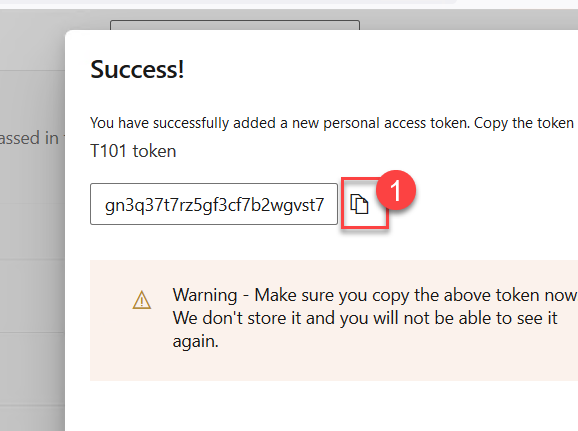 Success!
You have successfully added a new personal access token. Copy the token
assed in
T101 token
gn3q37t7rz5gf3cf7b2wgvst7
1
Warning - Make sure you copy the above token now
We don't store it and you will not be able to see it
again.